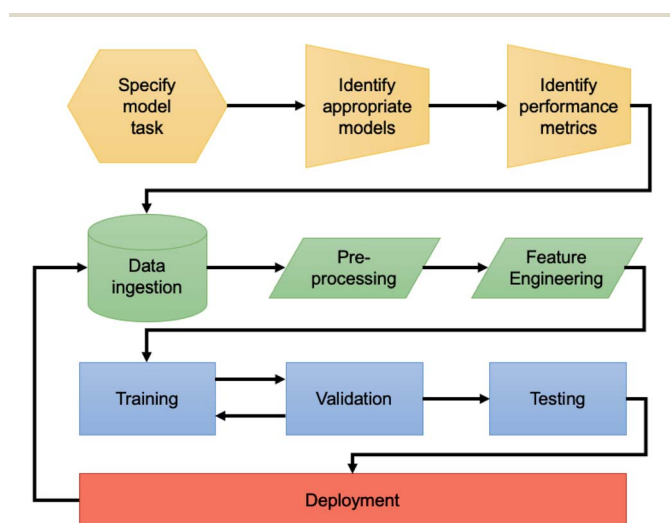 Specify
model
task
Identify
appropriate
models
Identify
performance
metrics
Data
ingestion
Pre-
processing
Feature
Engineering
Training
Validation
Testing
Deployment